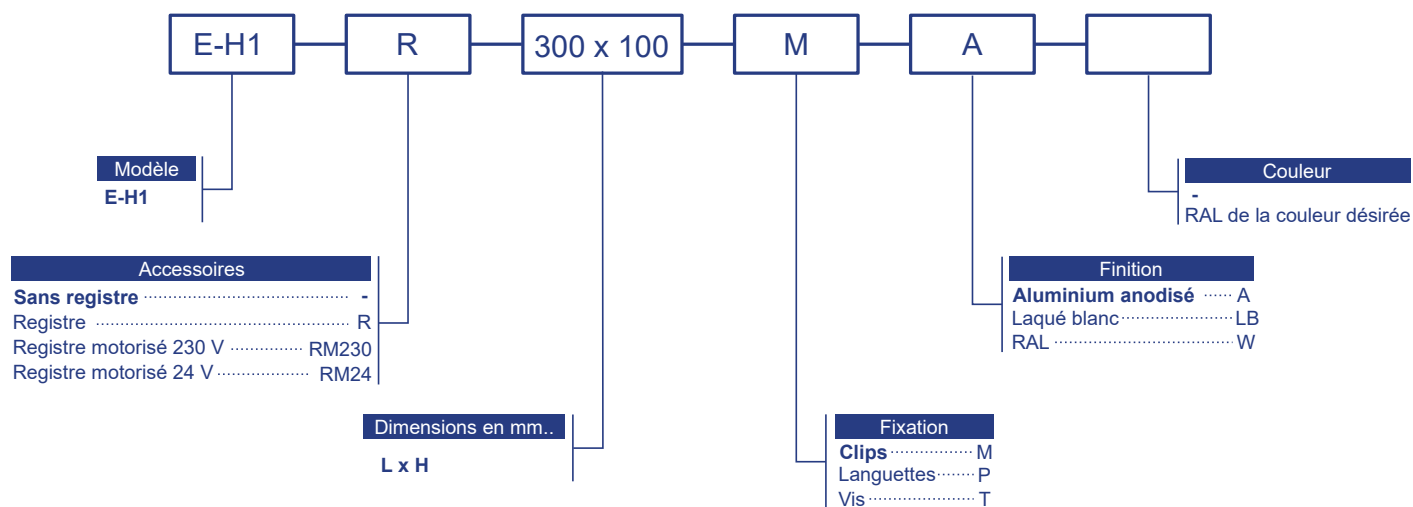 E-H1 R 300 x 100 M A
Modèle
E-H1
Couleur
-
RAL de la couleur désirée
Accessoires
Sans registre -
Registre R
Registre motorisé 230 V RM230
Registre motorisé 24 V RM24
Finition
Aluminium anodisé A
Laqué blanc LB
RAL W
Dimensions en mm..
L x H
Fixation
Clips M
Languettes P
Vis T